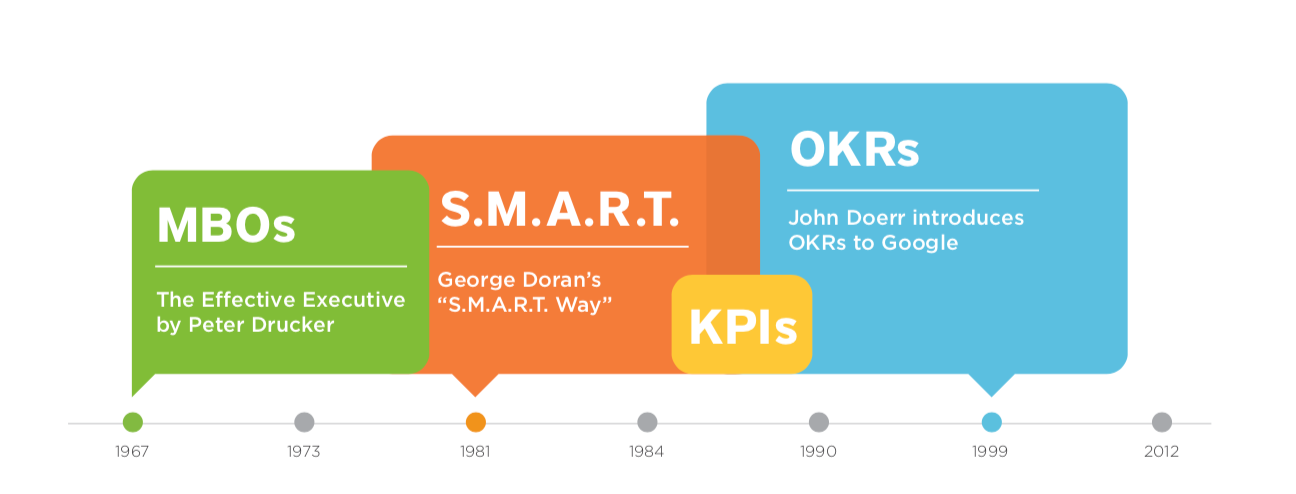 MBOs
The Effective Executive
by Peter Drucker
S.M.A.R.T.
George Doran’s
“S.M.A.R.T. Way”
KPIs
OKRs
John Doerr introduces
OKRs to Google
1967
1973
1981
1984
1990
1999
2012